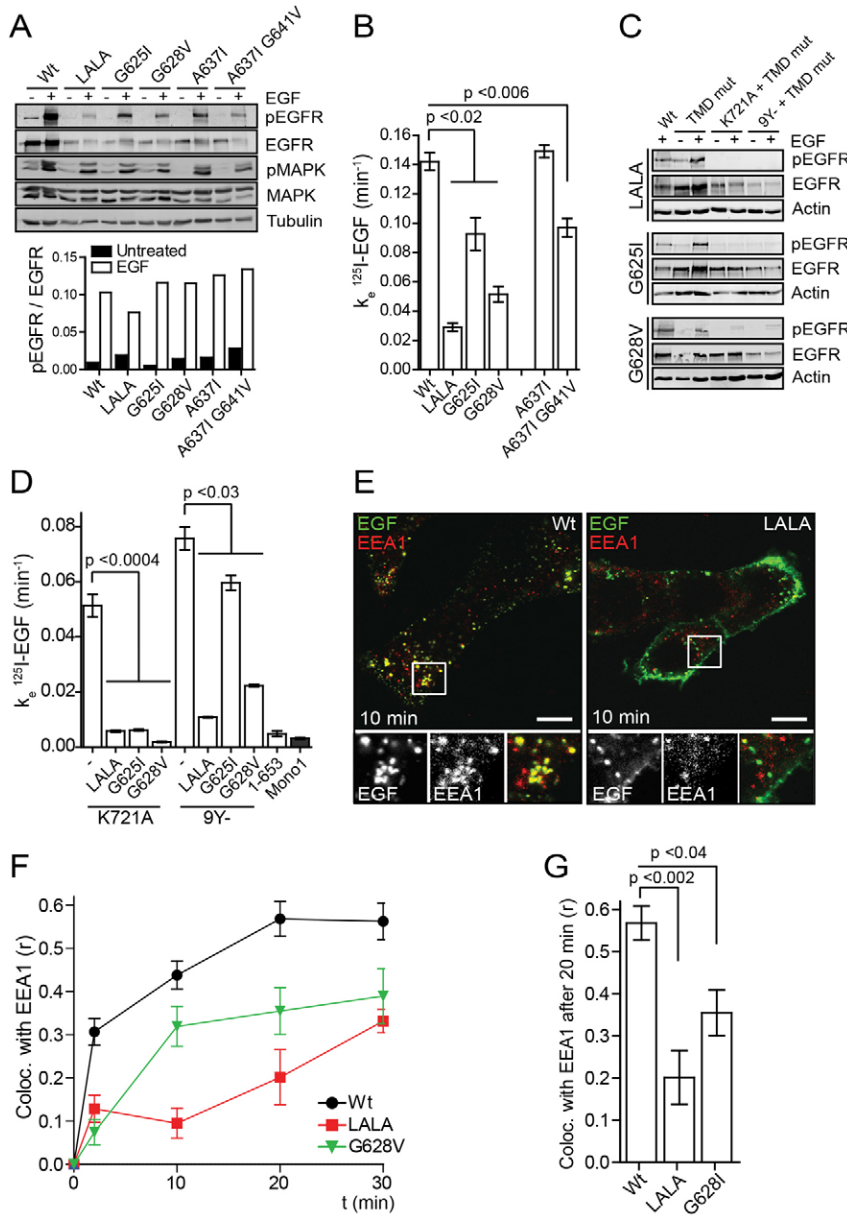 A
Wt LALA G625I G628V A637I A637I G641V
- + - + - + - + - + - + EGF
pEGFR
EGFR
pMAPK
MAPK
Tubulin
Untreated
EGF
pEGFR / EGFR
0.15
0.10
0.05
0.00
Wt LALA G625I G628V A637I A637I G641V
B
p <0.006
p <0.02
ke 125I-EGF (min-1)
0.16
0.14
0.12
0.10
0.08
0.06
0.04
0.02
0
Wt LALA G625I G628V A637I A637I G641V
C
Wt TMD mut K721A + TMD mut 9Y- + TMD mut
+ - + - + - + EGF
LALA
pEGFR
EGFR
Actin
G625I
pEGFR
EGFR
Actin
G628V
pEGFR
EGFR
Actin
D
p <0.03
p <0.0004
ke 125I-EGF (min-1)
0.08
0.06
0.04
0.02
0.00
- LALA G625I G628V - LALA G625I G628V 1-653 Mono1
K721A 9Y-
E
EGF Wt
EEA1
10 min
EGF EEA1
EGF LALA
EEA1
10 min
EGF EEA1
F
Coloc. with EEA1 (r)
0.6
0.5
0.4
0.3
0.2
0.1
0.0
0 10 20 30
t (min)
Wt
LALA
G628V
G
p <0.04
p <0.002
Coloc. with EEA1 after 20 min (r)
0.6
0.5
0.4
0.3
0.2
0.1
0.0
Wt LALA G628I